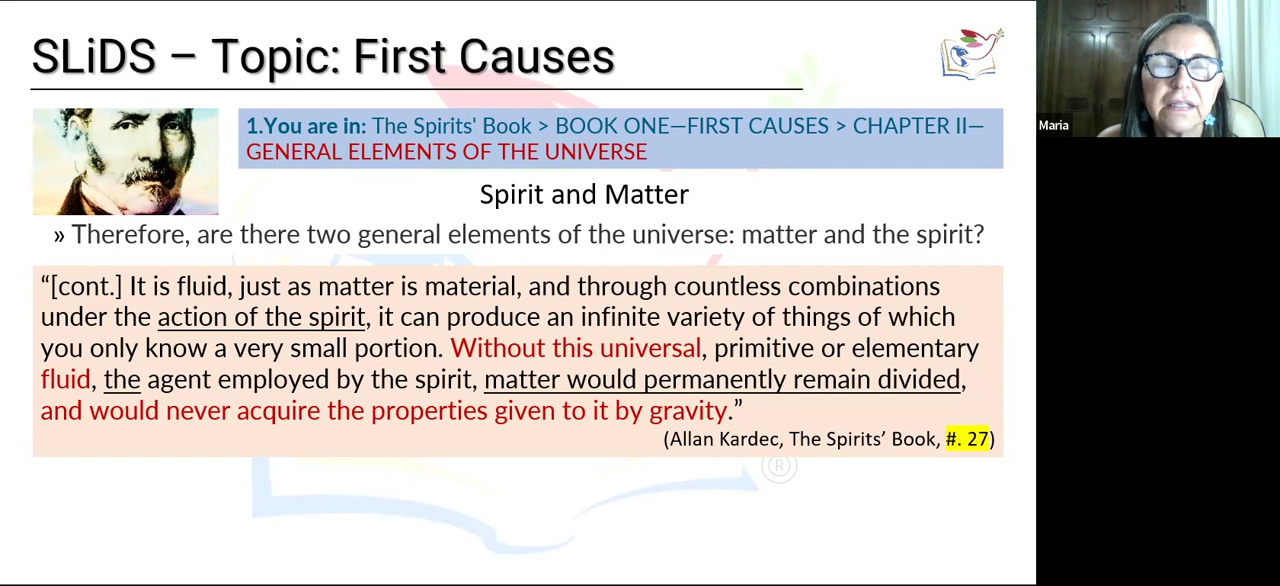 SLiDS – Topic: First Causes
1.You are in: The Spirits' Book > BOOK ONE—FIRST CAUSES > CHAPTER II—
GENERAL ELEMENTS OF THE UNIVERSE
Spirit and Matter
» Therefore, are there two general elements of the universe: matter and the spirit?
“[cont.] It is fluid, just as matter is material, and through countless combinations
under the action of the spirit, it can produce an infinite variety of things of which
you only know a very small portion. Without this universal, primitive or elementary
fluid, the agent employed by the spirit, matter would permanently remain divided,
and would never acquire the properties given to it by gravity.”
(Allan Kardec, The Spirits’ Book, #. 27)
®
Maria